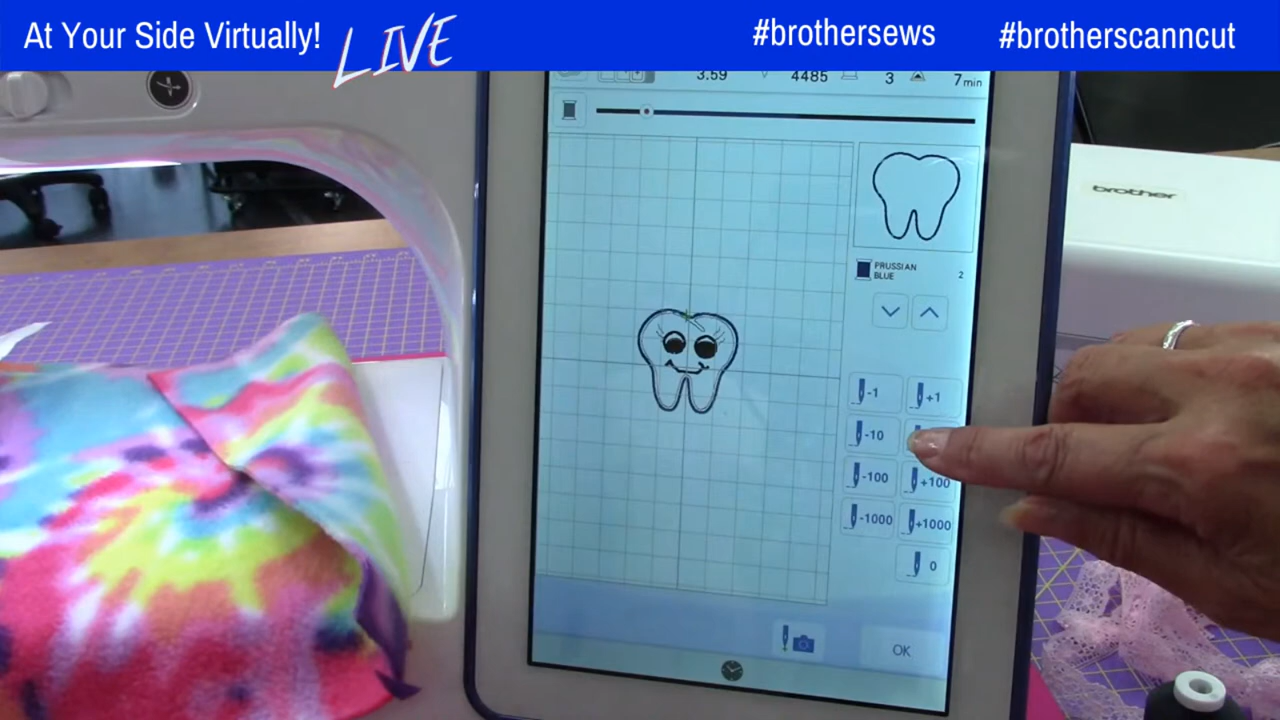 At Your Side Virtually!
LIVE
#brothersews
#brotherscanncut
3.59 4485 3 7min
brother
PRUSSIAN
BLUE
2
-1 +1
-10
-100 +100
-1000 +1000
0
OK